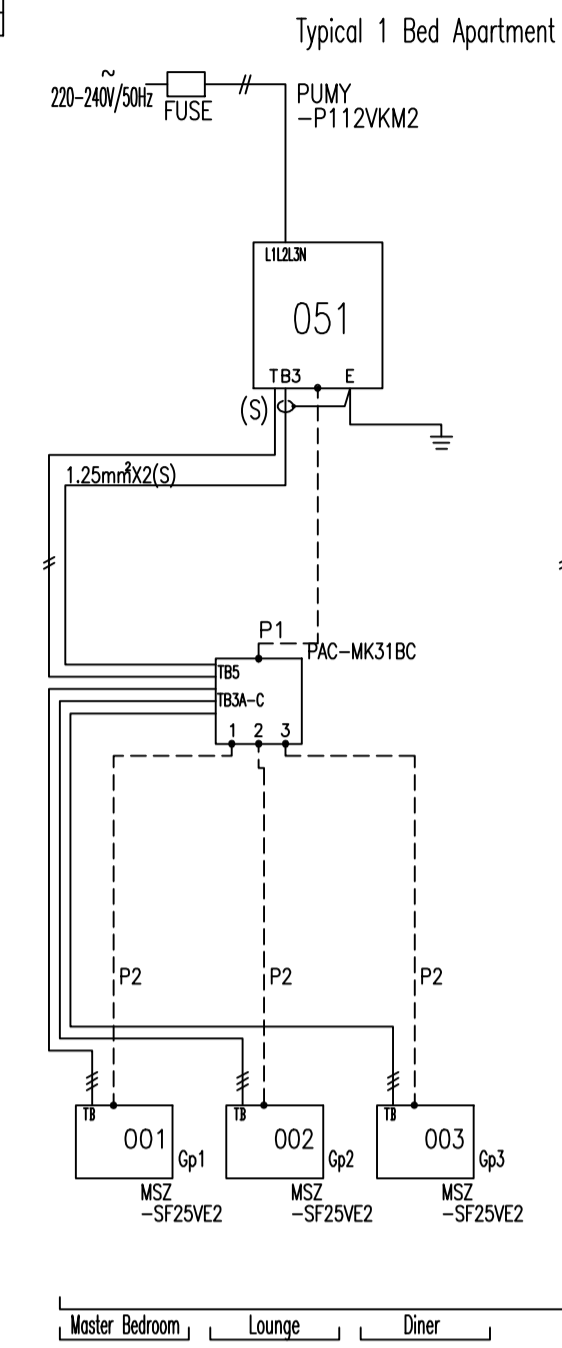 Typical 1 Bed Apartment
~
220-240V/50Hz
FUSE
PUMY
-P112VKM2
L1L2L3N
051
TB3
E
(S)
1.25mm²X2(S)
P1
PAC-MK31BC
TB5
TB3A-C
1 2 3
P2 P2 P2
TB TB TB
001 002 003
Gp1 Gp2 Gp3
MSZ MSZ MSZ
-SF25VE2 -SF25VE2 -SF25VE2
Master Bedroom Lounge Diner